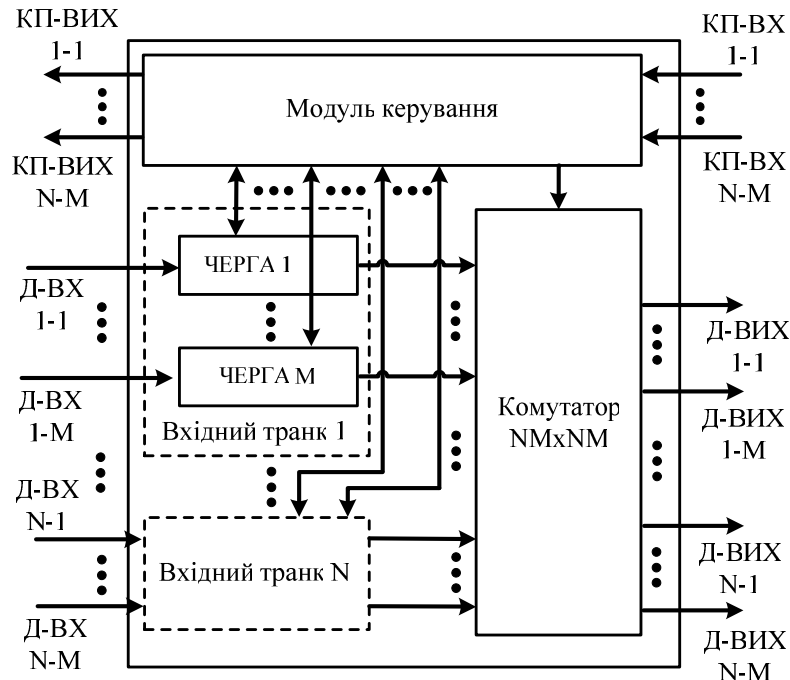 КП-ВИХ
1-1
КП-ВХ
1-1
Модуль керування
КП-ВИХ
N-M
КП-ВХ
N-M
ЧЕРГА 1
Д-ВХ
1-1
Д-ВИХ
1-1
ЧЕРГА M
Д-ВХ
1-M
Вхідний транк 1
Комутатор
NMxNM
Д-ВИХ
1-M
Д-ВХ
N-1
Вхідний транк N
Д-ВИХ
N-1
Д-ВХ
N-M
Д-ВИХ
N-M